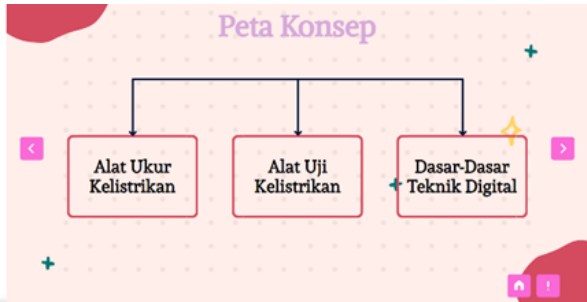 Peta Konsep
Alat Ukur
Kelistrikan
Alat Uji
Kelistrikan
Dasar-Dasar
Teknik Digital